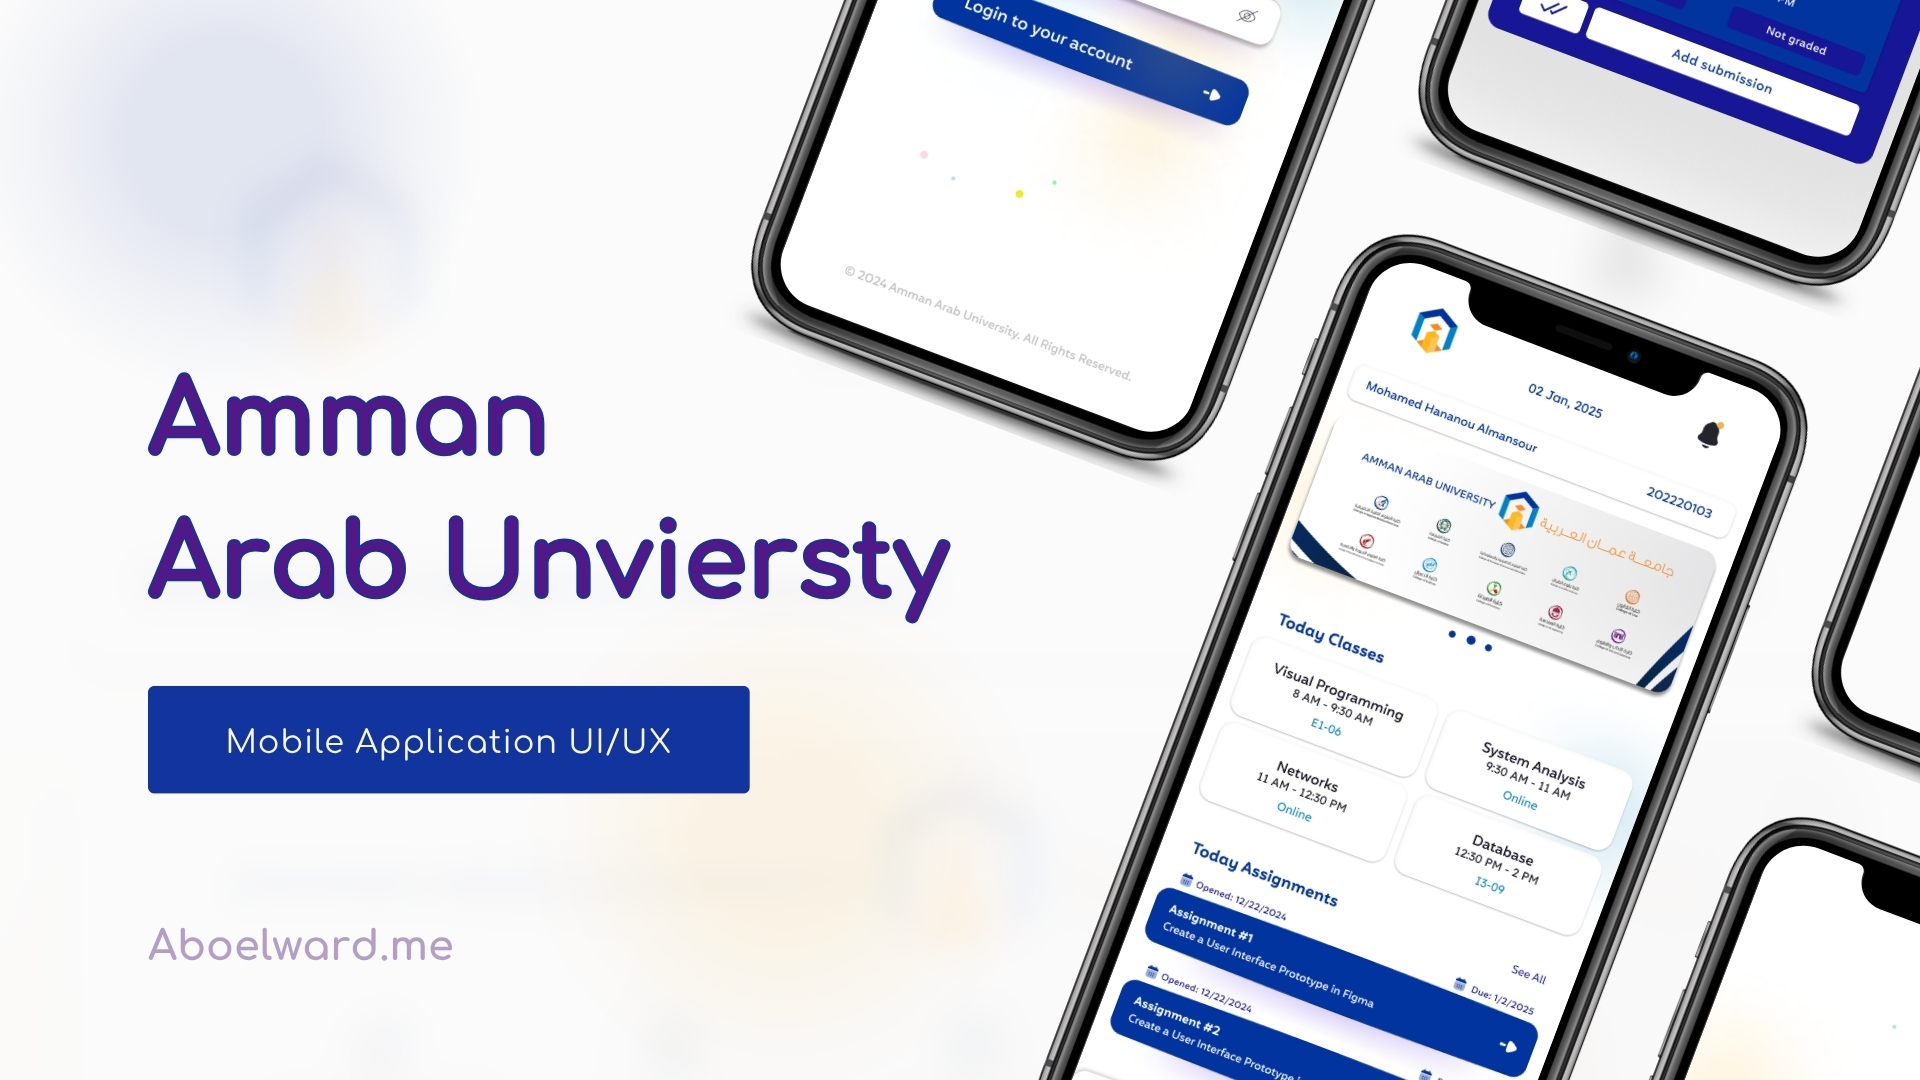 Amman
Arab Unviersty
Mobile Application UI/UX
Aboelward.me
Login to your account
© 2024 Amman Arab University. All Rights Reserved.
PM
Not graded
Add submission
02 Jan, 2025
Mohamed Hananou Almansour
202220103
AMMAN ARAB UNIVERSITY
جامعة عمان العربية
Today Classes
Visual Programming
8 AM - 9:30 AM
E1-06
System Analysis
9:30 AM - 11 AM
Online
Networks
11 AM - 12:30 PM
Online
Database
12:30 PM - 2 PM
I3-09
Today Assignments
See All
Opened: 12/22/2024
Due: 1/2/2025
Assignment #1
Create a User Interface Prototype in Figma
Opened: 12/22/2024
Assignment #2
Create a User Interface Prototype i